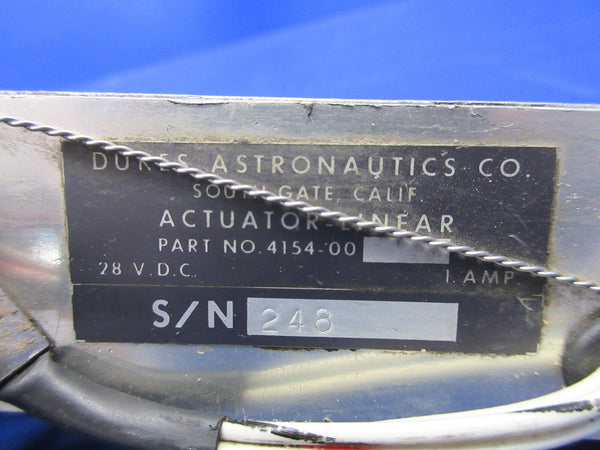 DUKES ASTRONAUTICS CO.
SOUTH GATE, CALIF
ACTUATOR-LINEAR
PART NO. 4154-00
28 V.D.C. 1 AMP
S/N 248